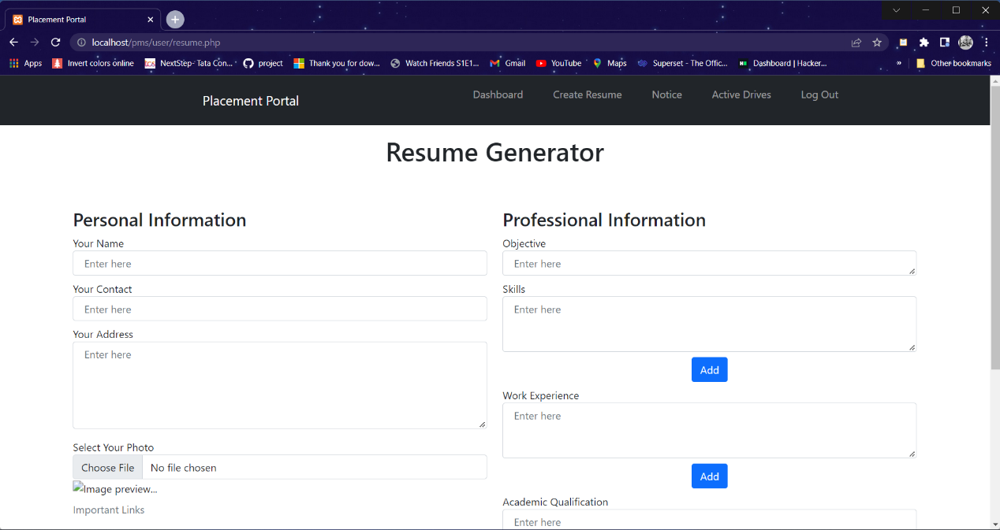 Placement Portal
localhost/pms/user/resume.php
Apps Invert colors online NextStep- Tata Con... project Thank you for dow... Watch Friends S1E1... Gmail YouTube Maps Superset - The Offic... Dashboard | Hacker... » Other bookmarks
Placement Portal Dashboard Create Resume Notice Active Drives Log Out
Resume Generator
Personal Information
Your Name
Enter here
Your Contact
Enter here
Your Address
Enter here
Select Your Photo
Choose File No file chosen
Image preview...
Important Links
Professional Information
Objective
Enter here
Skills
Enter here
Add
Work Experience
Enter here
Add
Academic Qualification
Enter here